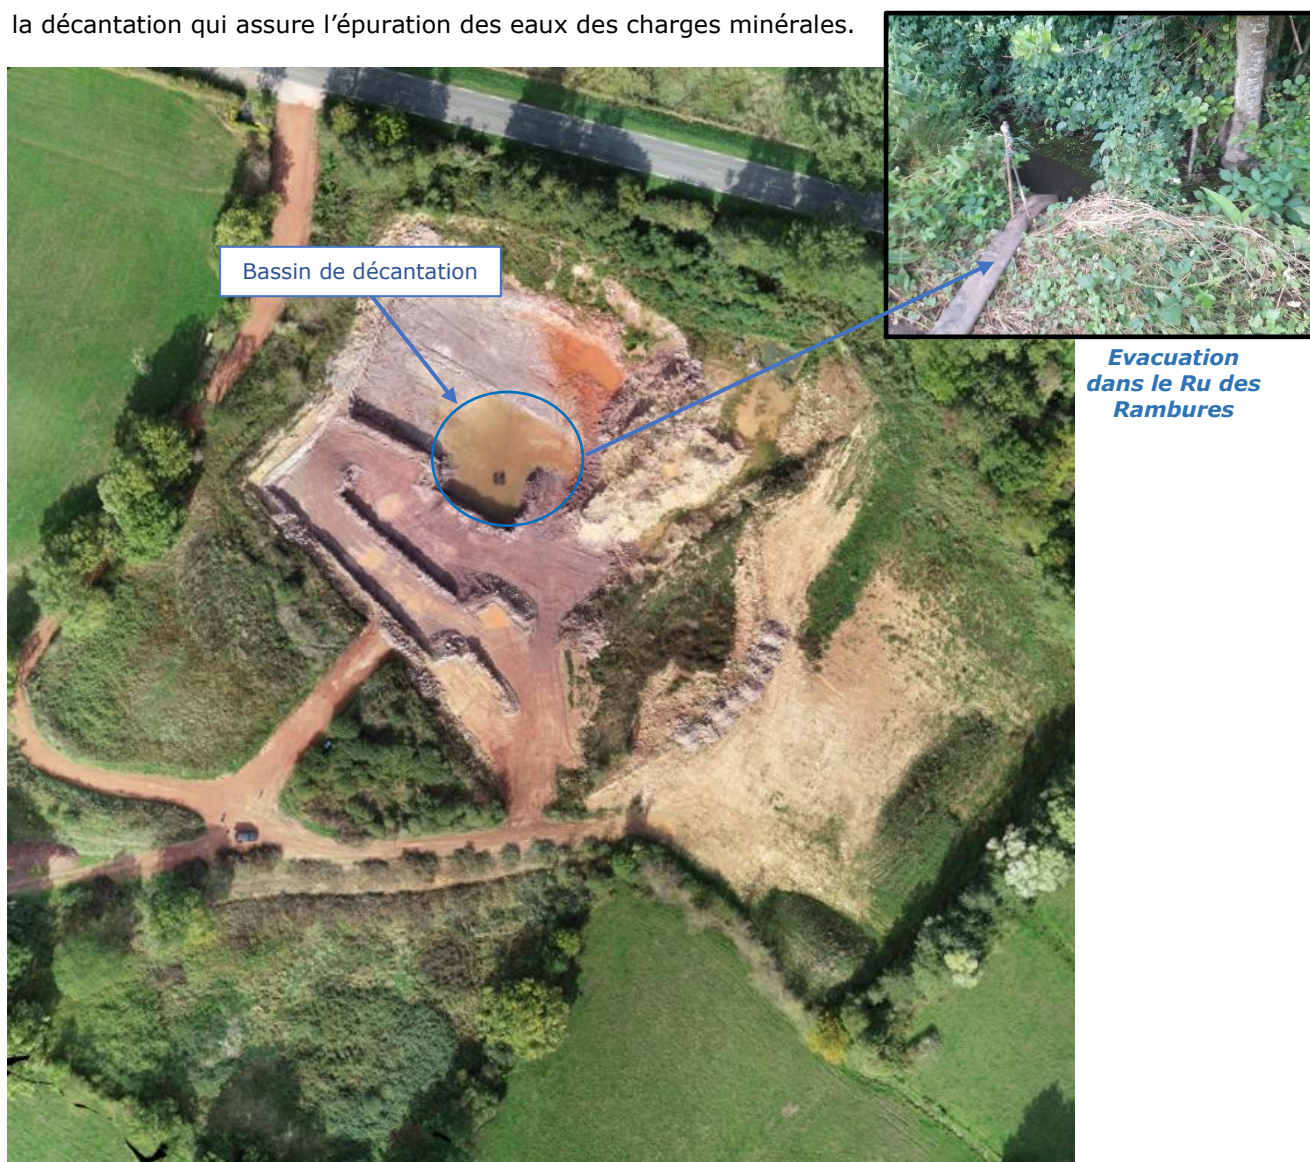 la décantation qui assure l’épuration des eaux des charges minérales.
Bassin de décantation
Evacuation
dans le Ru des
Rambures